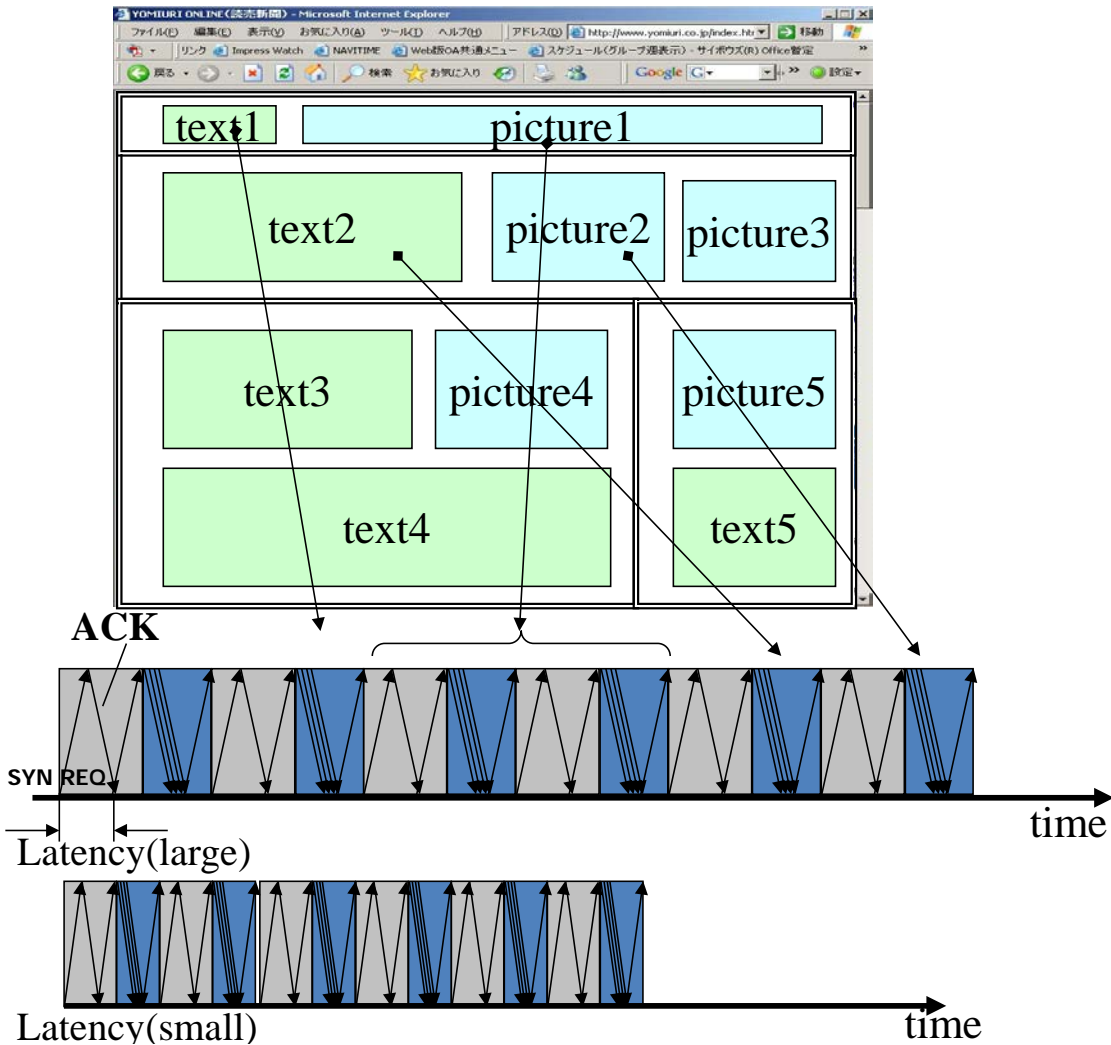 YOMIURI ONLINE(読売新聞) - Microsoft Internet Explorer
ファイル(F) 編集(E) 表示(V) お気に入り(A) ツール(T) ヘルプ(H) アドレス(D) http://www.yomiuri.co.jp/index.htr 移動
リンク Impress Watch NAVITIME Web版OA共通メニュー スケジュール(グループ週表示) - サイボウズ(R) Office暫定 »
戻る 検索 お気に入り Google G » 設定
text1 picture1
text2 picture2 picture3
text3 picture4 picture5
text4 text5
ACK
SYN REQ
time
Latency(large)
Latency(small)
time